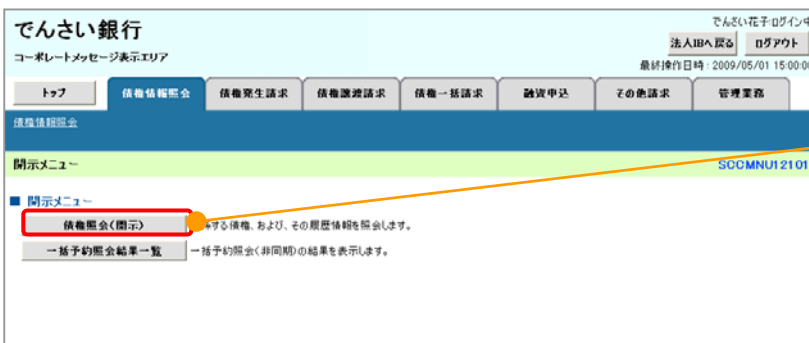 でんさい銀行
コーポレートメッセージ表示エリア
でんさい花子ログイン中
法人IBへ戻る ログアウト
最終操作日時：2009/05/01 15:00:00
トップ 債権情報照会 債権発生請求 債権譲渡請求 債権一括請求 融資申込 その他請求 管理業務
債権情報照会
開示メニュー SCCMNU12101
■ 開示メニュー
債権照会(開示) する債権、および、その履歴情報を照会します。
一括予約照会結果一覧 一括予約照会(非同期)の結果を表示します。